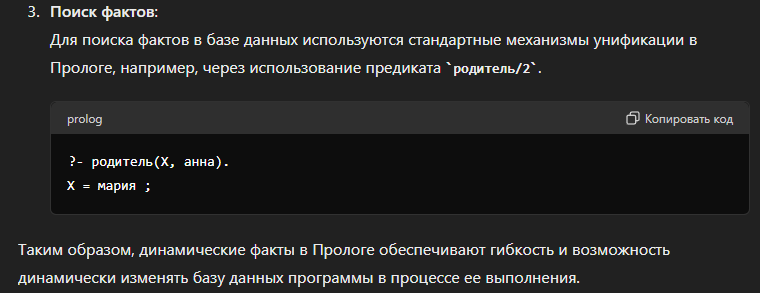 3. Поиск фактов:
Для поиска фактов в базе данных используются стандартные механизмы унификации в
Прологе, например, через использование предиката `родитель/2`.
prolog
Копировать код
?- родитель(X, анна).
X = мария ;
Таким образом, динамические факты в Прологе обеспечивают гибкость и возможность
динамически изменять базу данных программы в процессе ее выполнения.